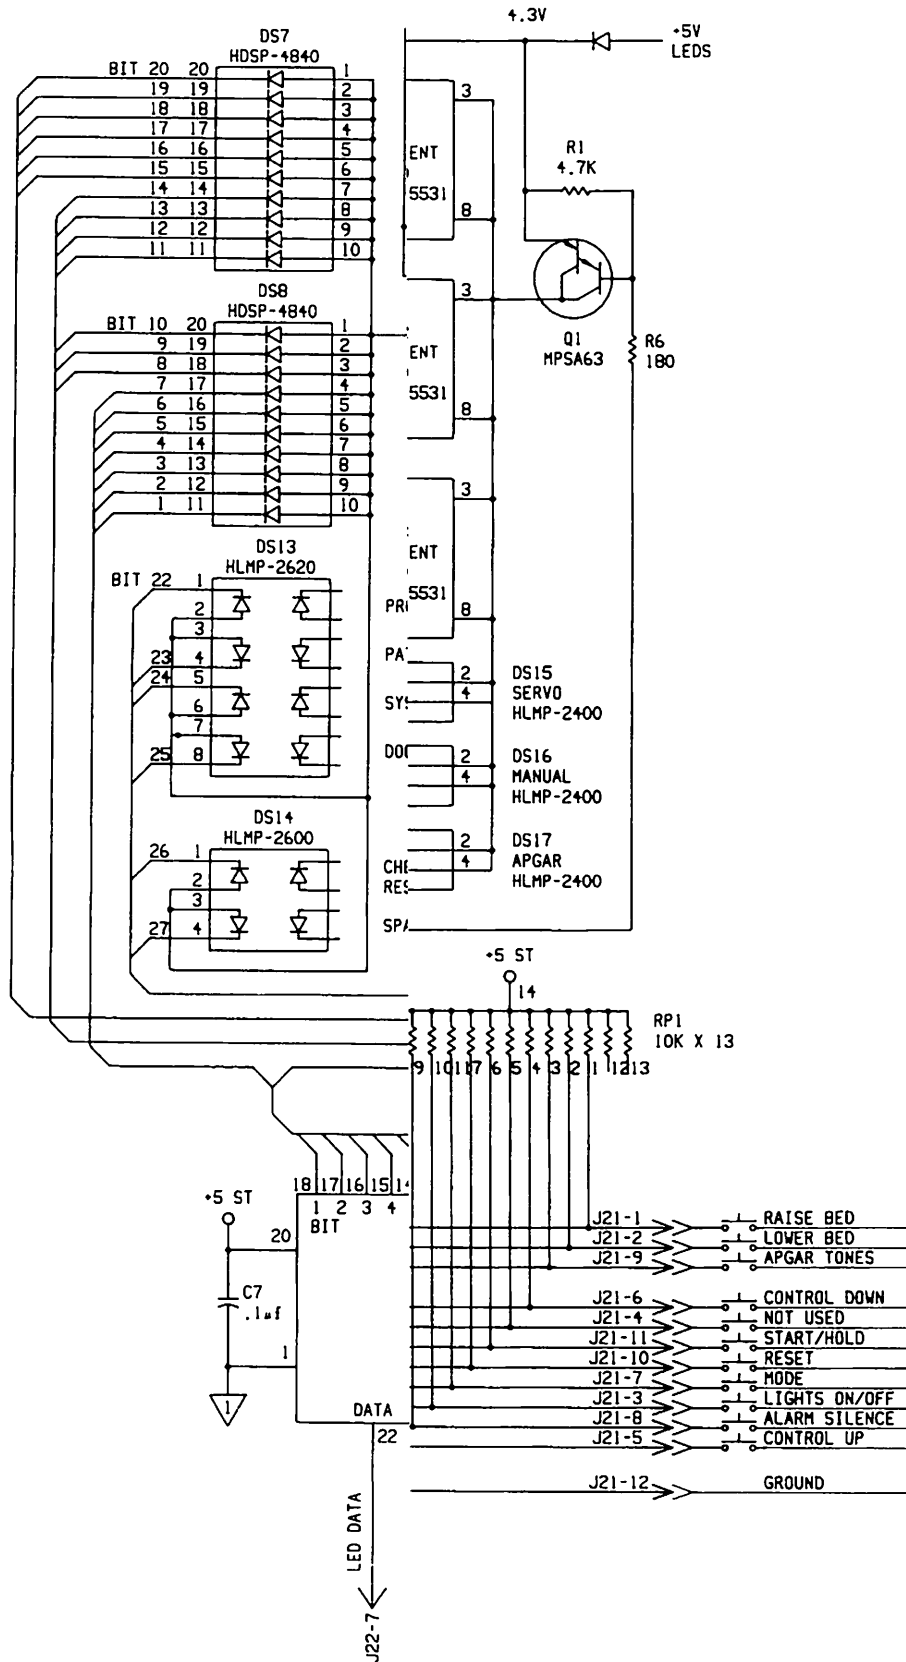 4.3V
+5V
LEDS
DS7
HDSP-4840
BIT 20 20 1
19 19 2
18 18 3
17 17 4
16 16 5
15 15 6
14 14 7
13 13 8
12 12 9
11 11 10
DS8
HDSP-4840
BIT 10 20 1
9 19 2
8 18 3
7 17 4
6 16 5
5 15 6
4 14 7
3 13 8
2 12 9
1 11 10
3
ENT
5531
8
3
ENT
5531
8
3
ENT
5531
8
R1
4.7K
Q1
MPSA63
R6
180
DS13
HLMP-2620
BIT 22 1
2
3
23 4
24 5
6
7
25 8
DS14
HLMP-2600
26 1
2
3
27 4
PRI
PA
SYS
DO
CHE
RES
SPA
2
4
DS15
SERVO
HLMP-2400
2
4
DS16
MANUAL
HLMP-2400
2
4
DS17
APGAR
HLMP-2400
+5 ST
14
RP1
10K X 13
9 10 11 7 6 5 4 3 2 1 12 13
18 17 16 15
1 2 3 4
BIT
+5 ST
20
C7
.1uf
1
1
DATA
22
LED DATA
J22-7
J21-1 RAISE BED
J21-2 LOWER BED
J21-9 APGAR TONES
J21-6 CONTROL DOWN
J21-4 NOT USED
J21-11 START/HOLD
J21-10 RESET
J21-7 MODE
J21-3 LIGHTS ON/OFF
J21-8 ALARM SILENCE
J21-5 CONTROL UP
J21-12 GROUND